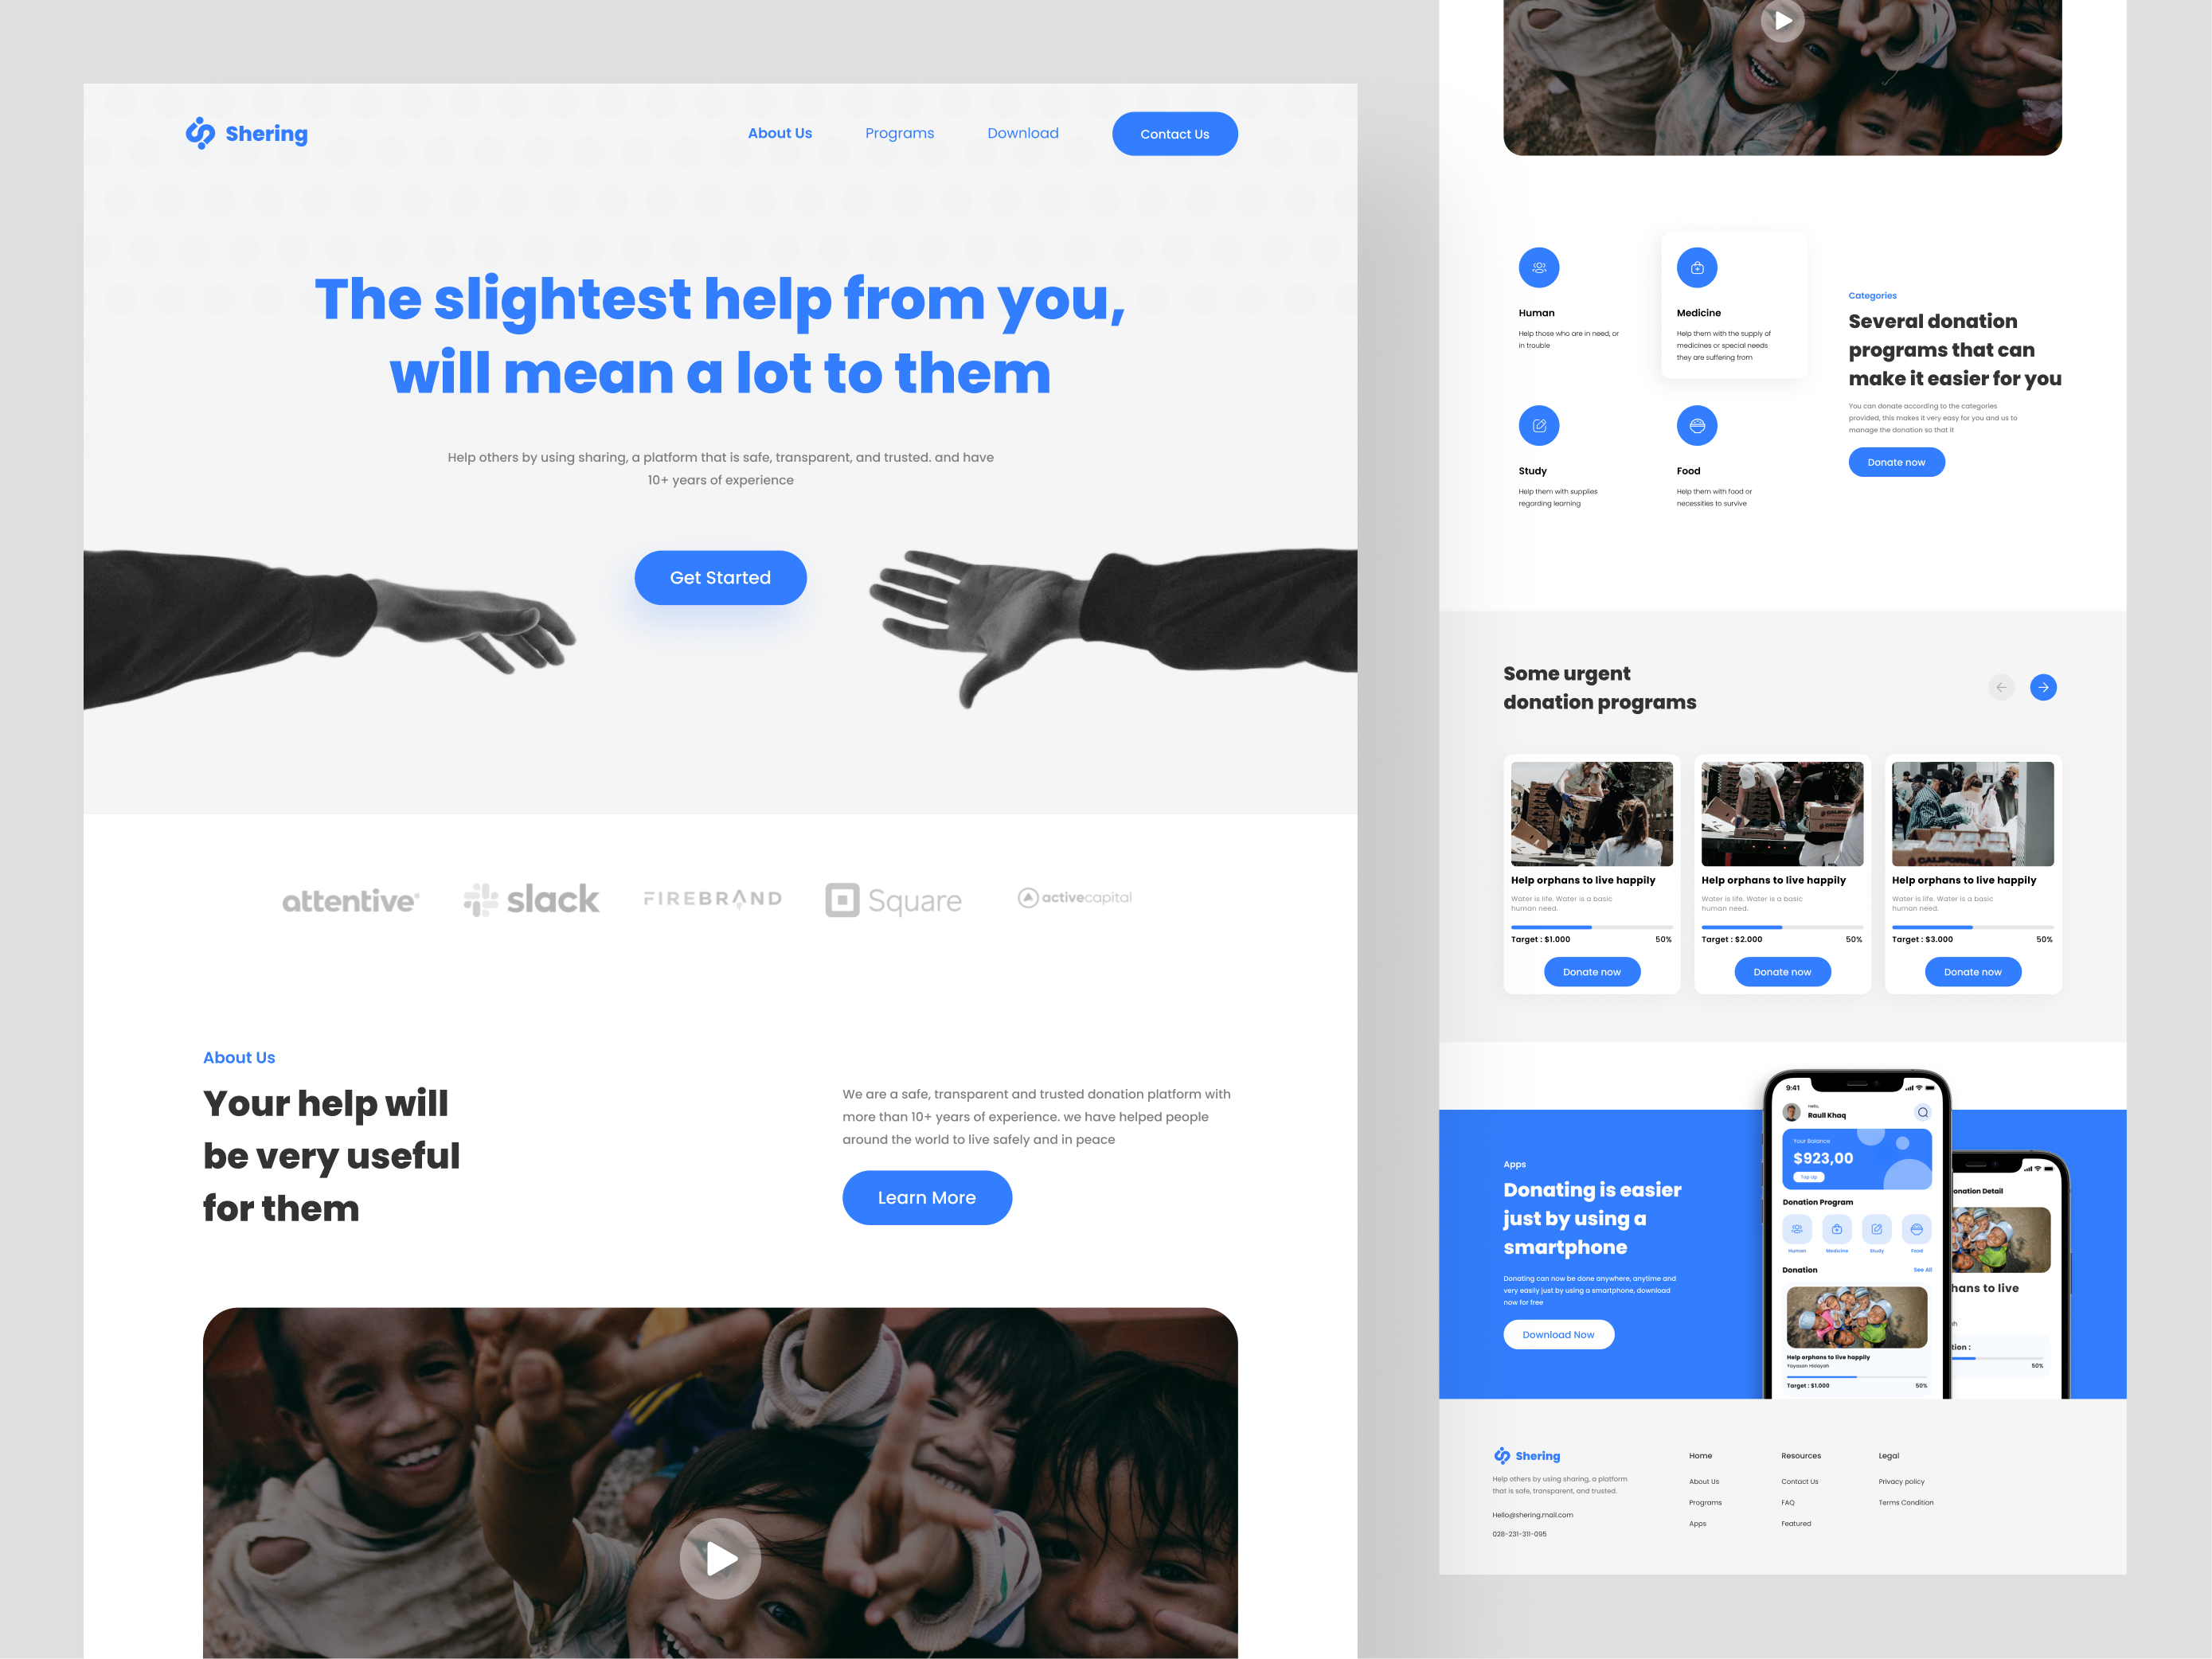 Shering
About Us
Programs
Download
Contact Us
The slightest help from you,
will mean a lot to them
Help others by using sharing, a platform that is safe, transparent, and trusted. and have
10+ years of experience
Get Started
attentive
slack
FIREBRAND
Square
activecapital
About Us
Your help will
be very useful
for them
We are a safe, transparent and trusted donation platform with
more than 10+ years of experience. we have helped people
around the world to live safely and in peace
Learn More
Human
Help those who are in need, or
in trouble
Medicine
Help them with the supply of
medicines or special needs
they are suffering from
Study
Help them with supplies
regarding learning
Food
Help them with food or
necessities to survive
Categories
Several donation
programs that can
make it easier for you
You can donate according to the categories
provided, this makes it very easy for you and us to
manage the donation so that it
Donate now
Some urgent
donation programs
Help orphans to live happily
Water is life. Water is a basic
human need.
Target : $1.000
50%
Donate now
Help orphans to live happily
Water is life. Water is a basic
human need.
Target : $2.000
50%
Donate now
CALIFORNIA
Help orphans to live happily
Water is life. Water is a basic
human need.
Target : $3.000
50%
Donate now
Apps
Donating is easier
just by using a
smartphone
Donating can now be done anywhere, anytime and
very easily just by using a smartphone, download
now for free
Download Now
9:41
Hello,
Raull Khaq
Your Balance
$923,00
Top Up
Donation Program
Human
Medicine
Study
Food
Donation
See All
Help orphans to live happily
Yayasan Hidayah
Target : $1.000
50%
onation Detail
hans to live
ah
tion :
50%
Shering
Help others by using sharing, a platform
that is safe, transparent, and trusted.
Hello@shering.mail.com
028-231-311-095
Home
About Us
Programs
Apps
Resources
Contact Us
FAQ
Featured
Legal
Privacy policy
Terms Condition